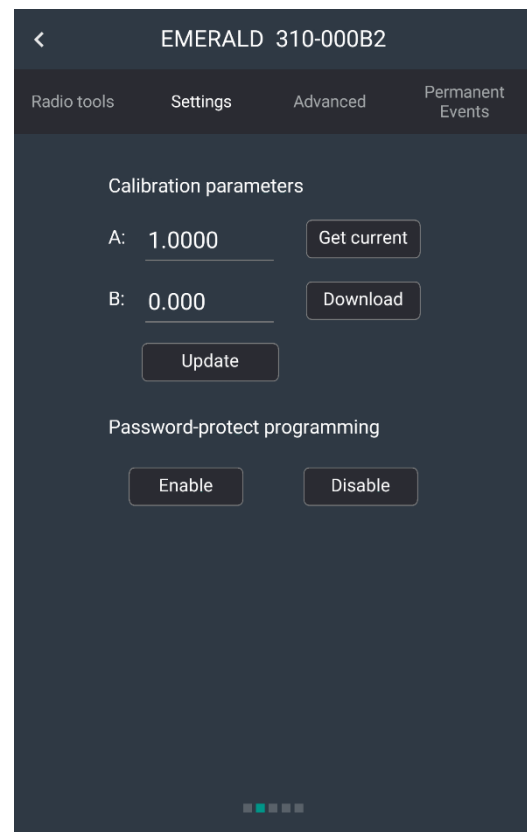 EMERALD 310-000B2
Radio tools Settings Advanced Permanent
Events
Calibration parameters
A: 1.0000 Get current
B: 0.000 Download
Update
Password-protect programming
Enable Disable